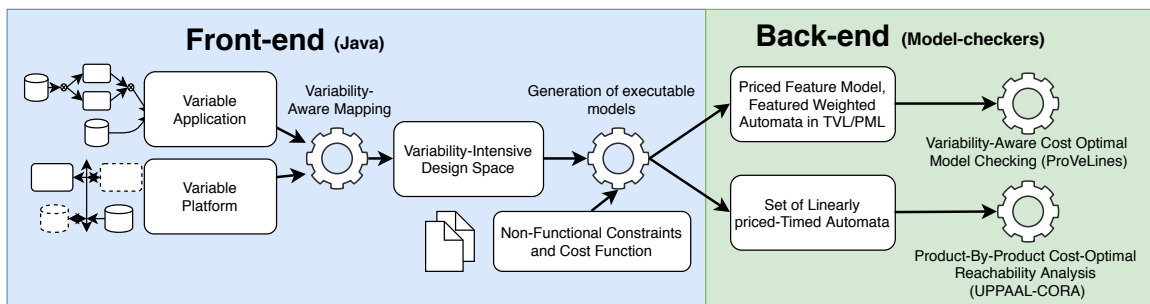 Front-end (Java)
Back-end (Model-checkers)
Variable
Application
Variability-
Aware Mapping
Variable
Platform
Variability-Intensive
Design Space
Generation of executable
models
Non-Functional Constraints
and Cost Function
Priced Feature Model,
Featured Weighted
Automata in TVL/PML
Variability-Aware Cost Optimal
Model Checking (ProVeLines)
Set of Linearly
priced-Timed Automata
Product-By-Product Cost-Optimal
Reachability Analysis
(UPPAAL-CORA)